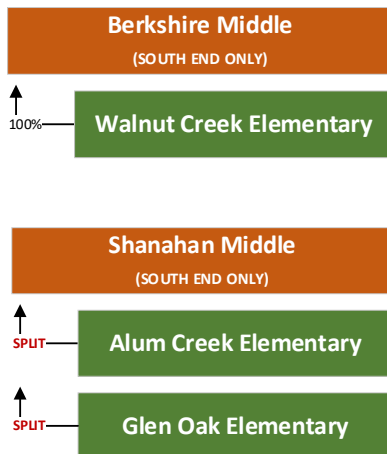 Berkshire Middle
(SOUTH END ONLY)
100%
Walnut Creek Elementary
Shanahan Middle
(SOUTH END ONLY)
SPLIT
Alum Creek Elementary
SPLIT
Glen Oak Elementary